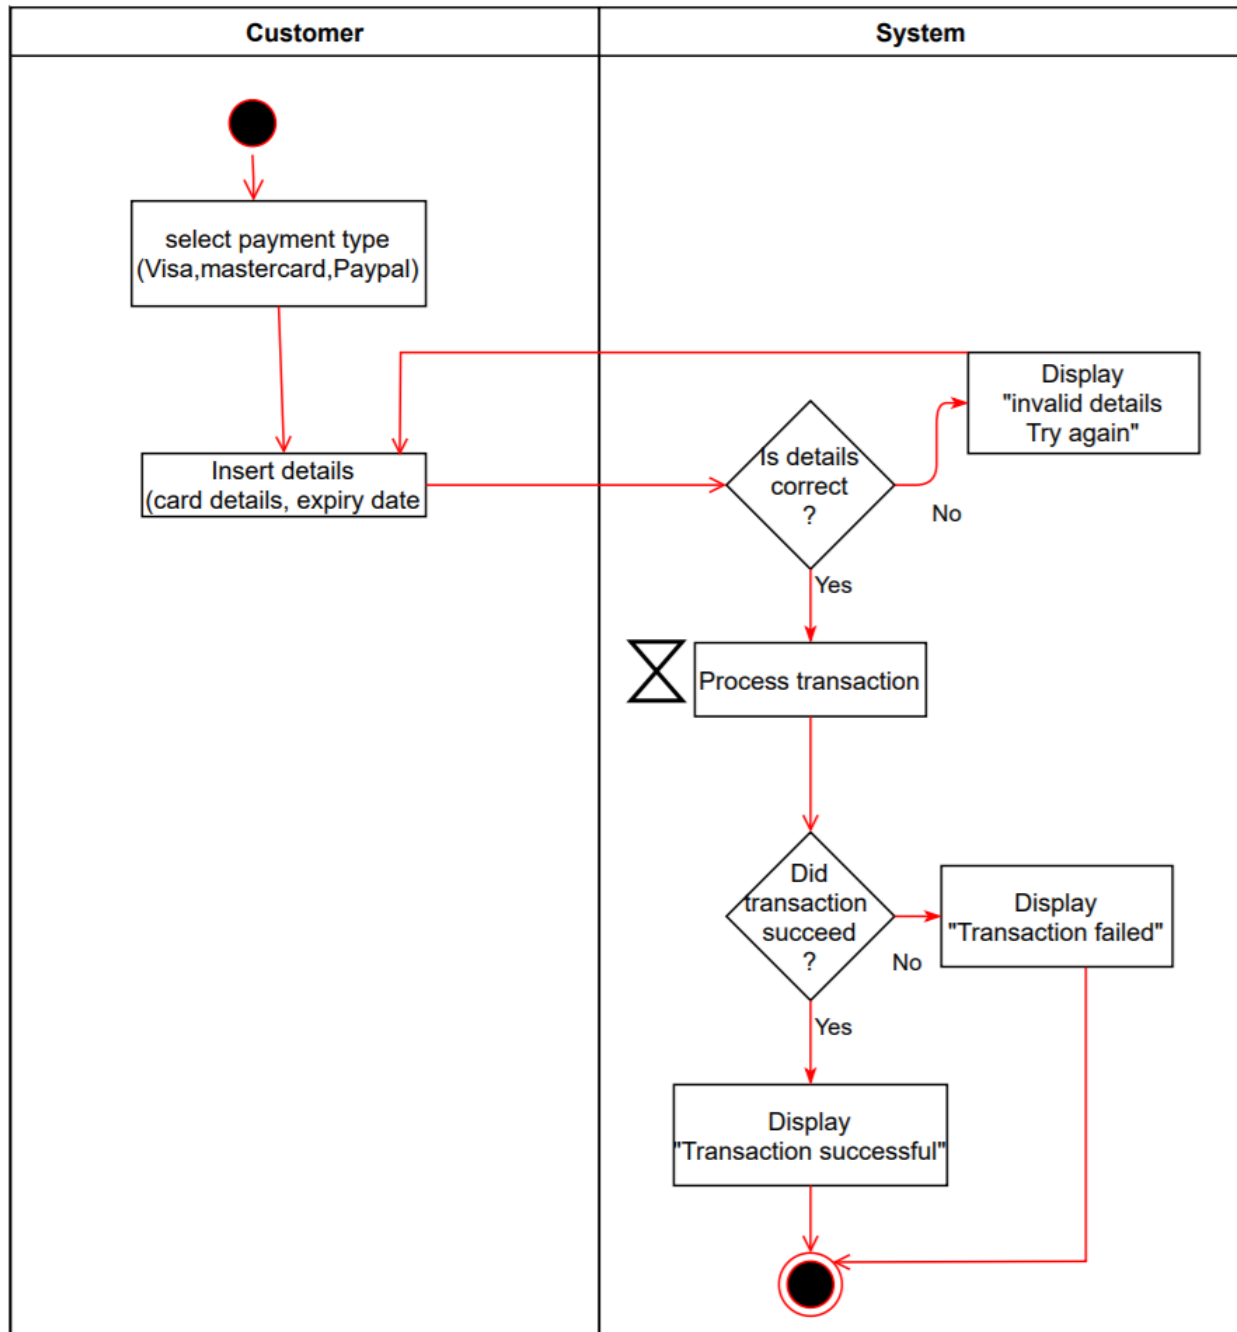 Customer
System
select payment type
(Visa,mastercard,Paypal)
Display
"invalid details
Try again"
Insert details
(card details, expiry date
Is details
correct
?
No
Yes
Process transaction
Did
transaction
succeed
?
No
Display
"Transaction failed"
Yes
Display
"Transaction successful"